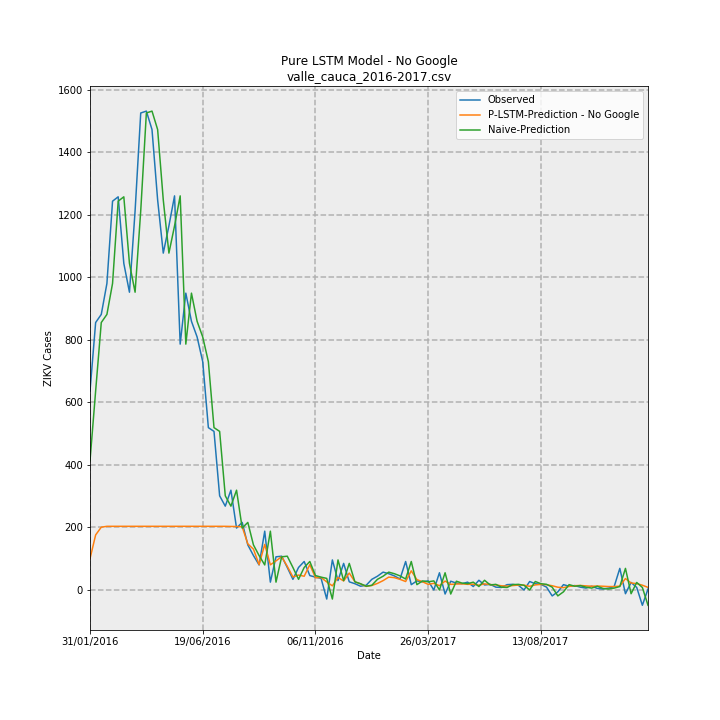 Pure LSTM Model - No Google
valle_cauca_2016-2017.csv
Observed
P-LSTM-Prediction - No Google
Naive-Prediction
1600
1400
1200
1000
800
600
400
200
0
ZIKV Cases
31/01/2016
19/06/2016
06/11/2016
26/03/2017
13/08/2017
Date